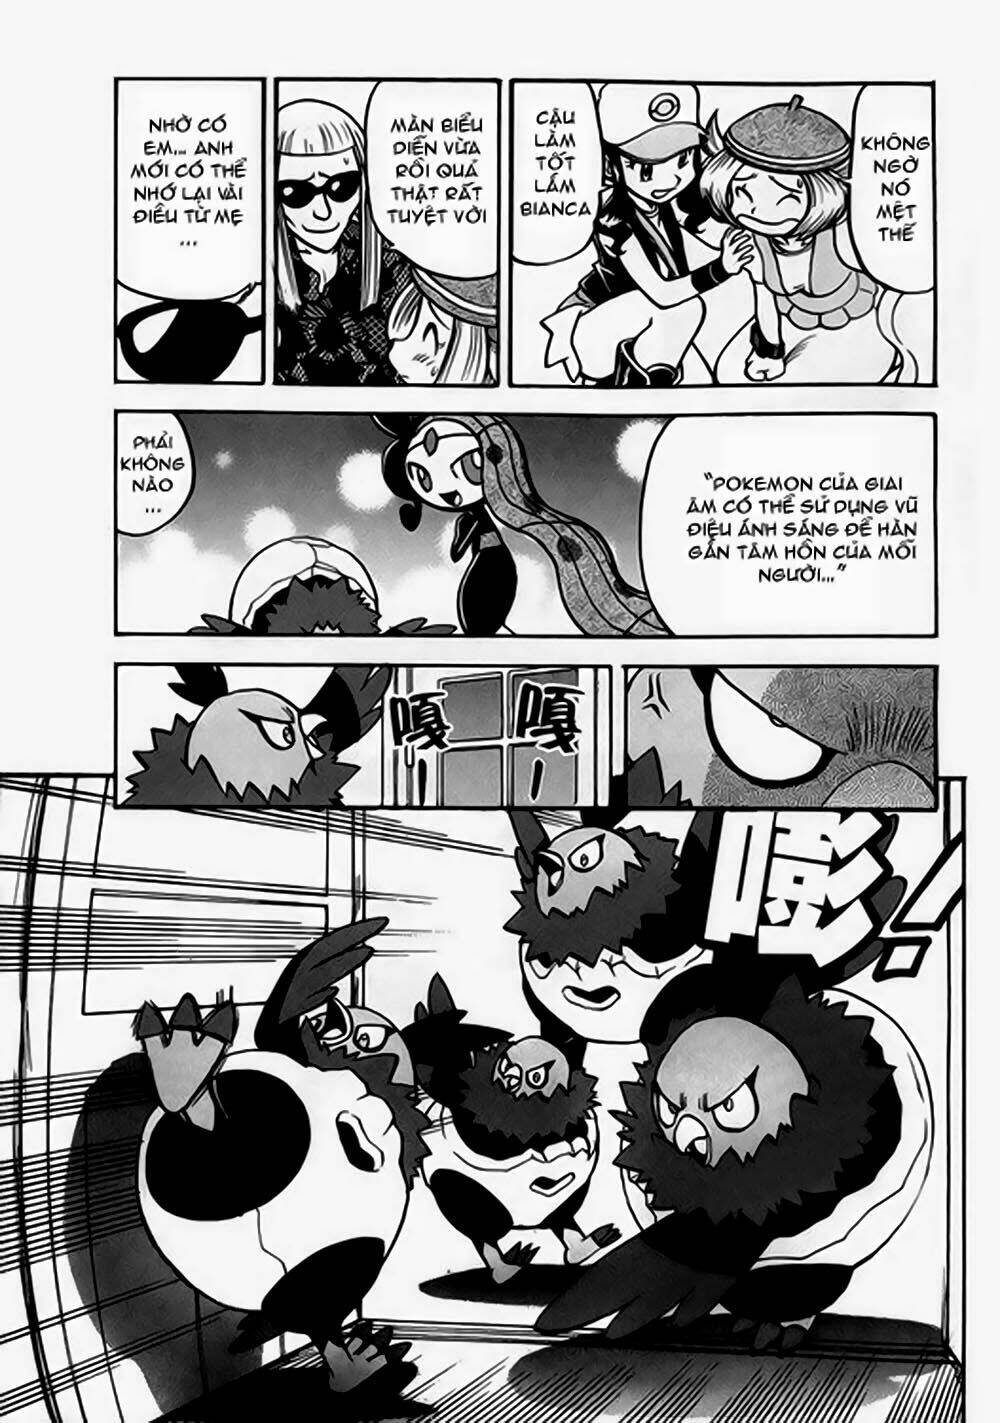 KHÔNG
NGỜ
NÓ
MỆT
THẾ
CẬU
LÀM
TỐT
LẮM
BIANCA
MÀN BIỂU
DIỄN VỪA
RỒI QUẢ
THẬT RẤT
TUYỆT VỜI
NHỜ CÓ
EM... ANH
MỚI CÓ THỂ
NHỚ LẠI VÀI
ĐIỀU TỪ MẸ
...
"POKEMON CỦA GIAI
ÂM CÓ THỂ SỬ DỤNG VŨ
ĐIỆU ÁNH SÁNG ĐỂ HÀN
GẮN TÂM HỒN CỦA MỖI
NGƯỜI..."
PHẢI
KHÔNG
NÀO
...
嘎！
嘎！
嘭！